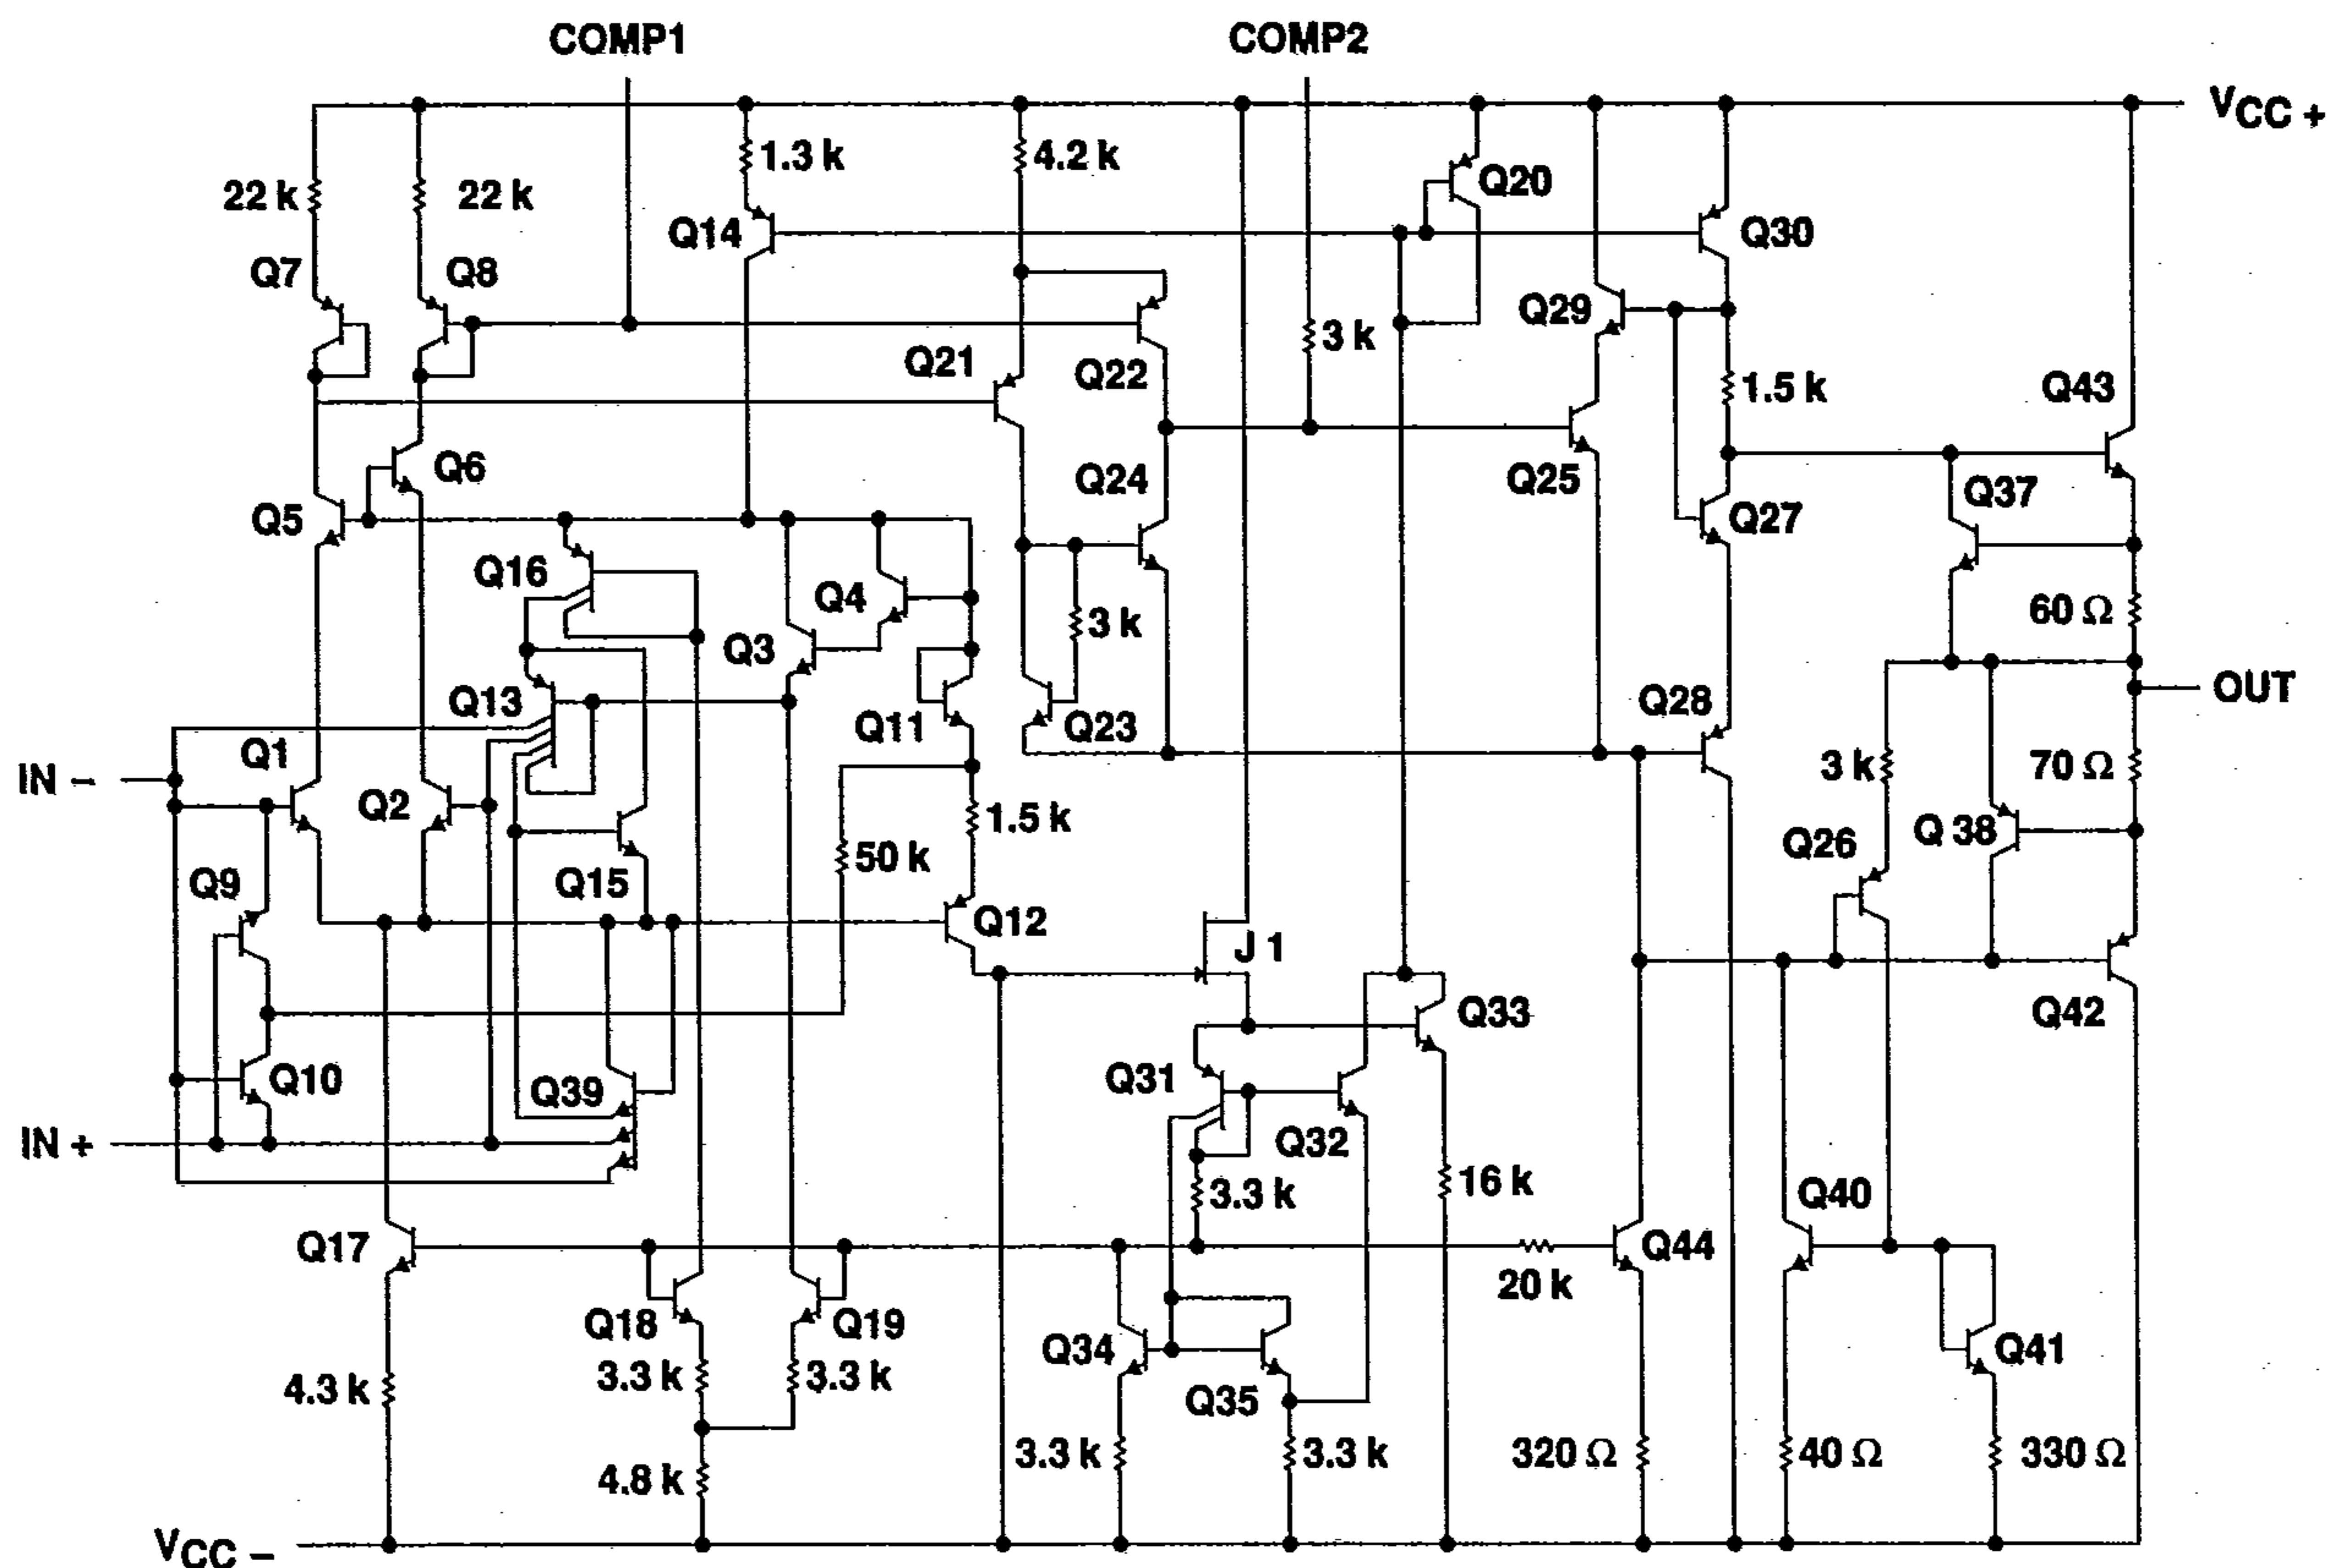 COMP1 COMP2
VCC +
1.3 k 4.2 k
22 k 22 k Q20
Q14 Q30
Q7 Q8
Q29
3 k
Q21 Q22 1.5 k Q43
Q6 Q24 Q25 Q37
Q5 Q27
Q16 Q4
3 k 60 Ω
Q3
Q13 Q11 Q23 Q28 OUT
IN − Q1 Q2 3 k 70 Ω
1.5 k
50 k Q26 Q 38
Q9 Q15
Q12 J 1
Q33 Q42
Q10 Q39 Q31
IN + Q32
3.3 k 16 k Q40
Q17 Q44
20 k
Q18 Q19
Q34 Q41
3.3 k 3.3 k
4.3 k Q35
3.3 k 3.3 k 320 Ω 40 Ω 330 Ω
4.8 k
VCC −